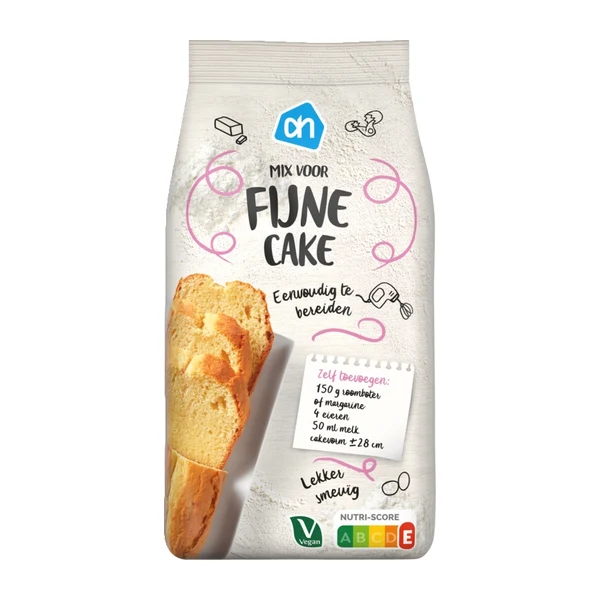 ah
MIX VOOR
FIJNE
CAKE
Eenvoudig te
bereiden
Zelf toevoegen:
150 g roomboter
of margarine
4 eieren
50 ml melk
cakevorm ±28 cm
Lekker
smeuïg
V
Vegan
NUTRI-SCORE
A B C D E